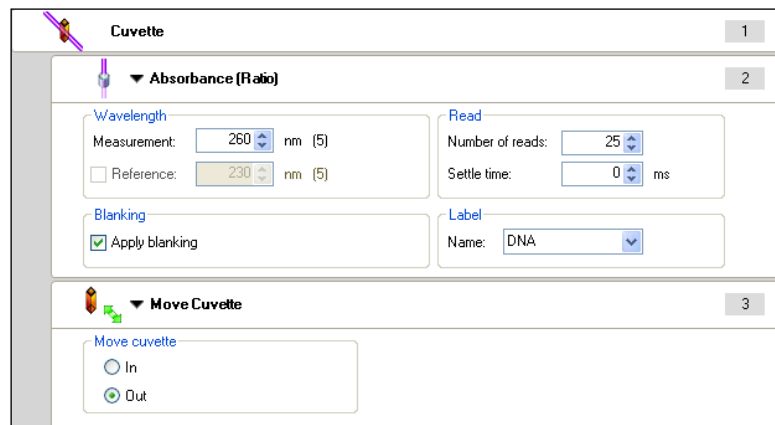 Cuvette 1
Absorbance (Ratio) 2
Wavelength Read
Measurement: 260 nm (5) Number of reads: 25
Reference: 230 nm (5) Settle time: 0 ms
Blanking Label
Apply blanking Name: DNA
Move Cuvette 3
Move cuvette
In
Out